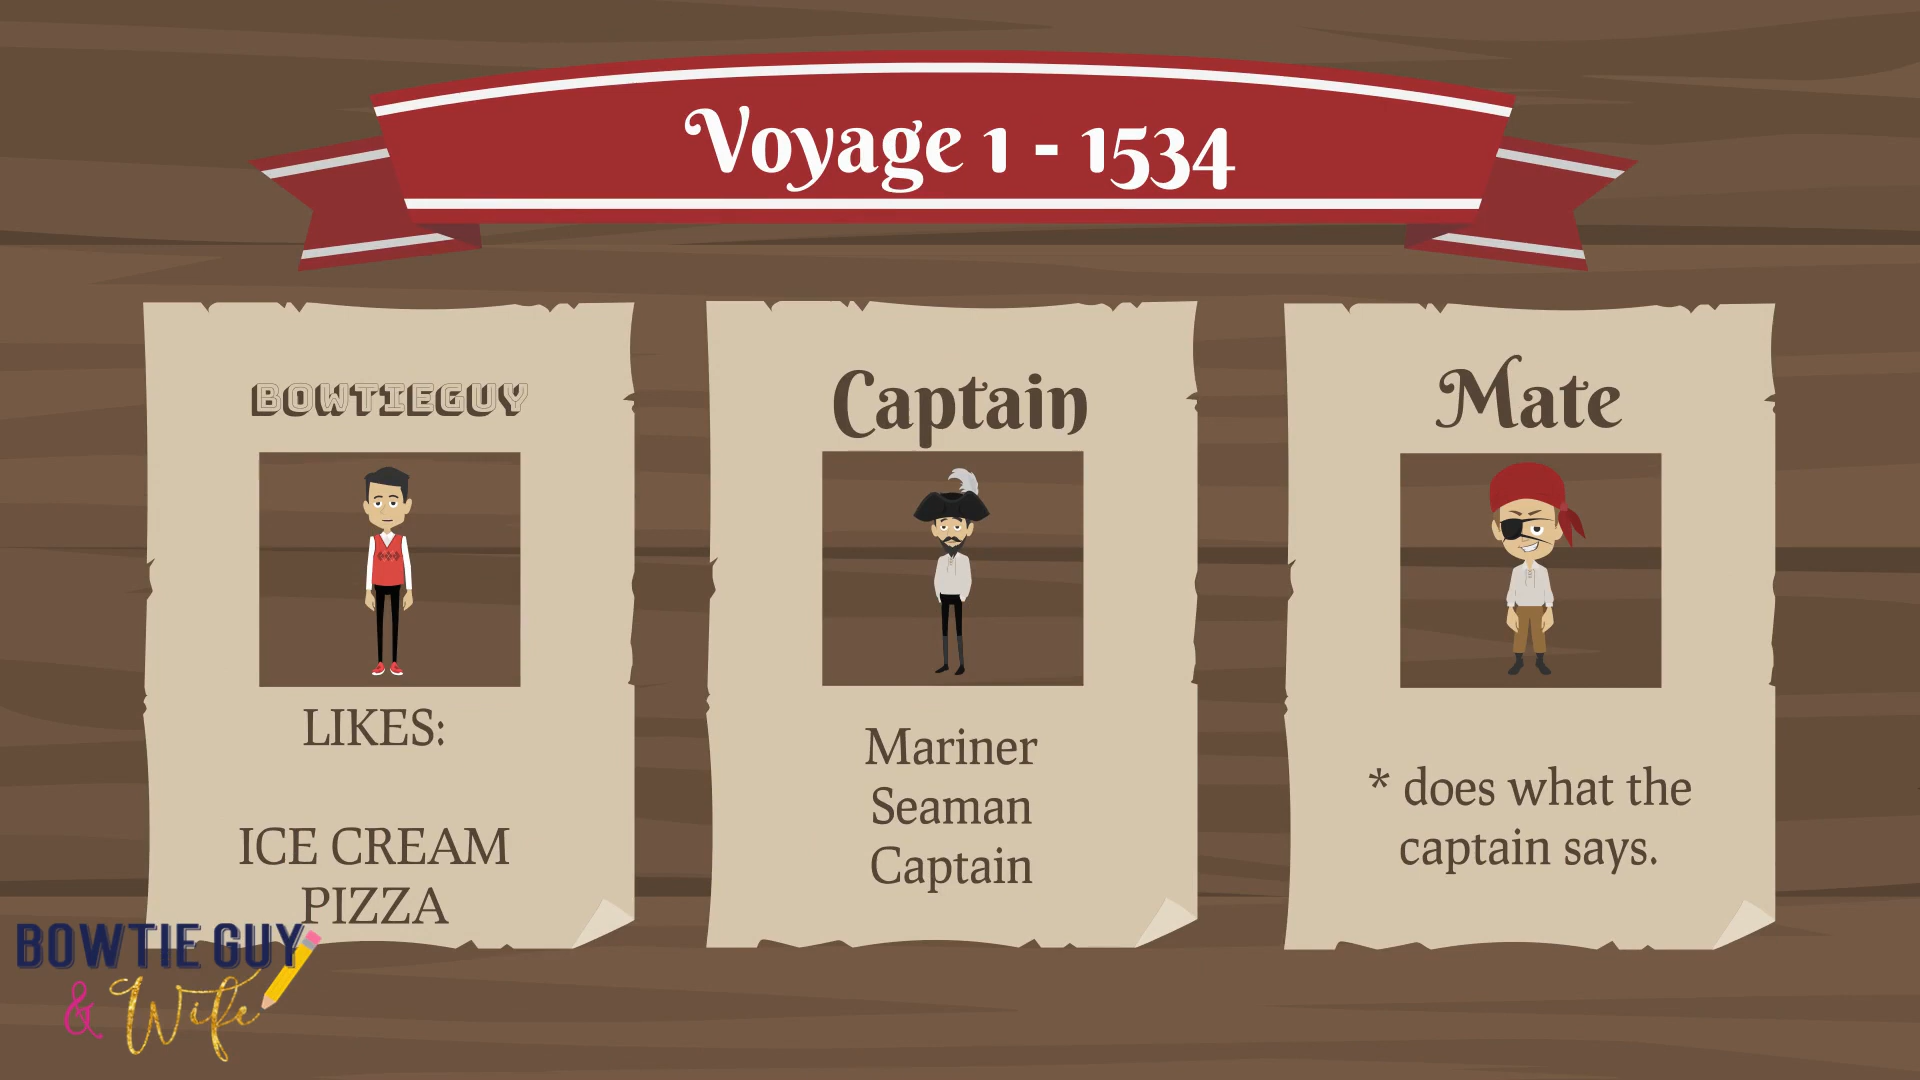 Voyage 1 - 1534
BOWTIEGUY
LIKES:
ICE CREAM
PIZZA
Captain
Mariner
Seaman
Captain
Mate
* does what the
captain says.
BOWTIE GUY
& Wife